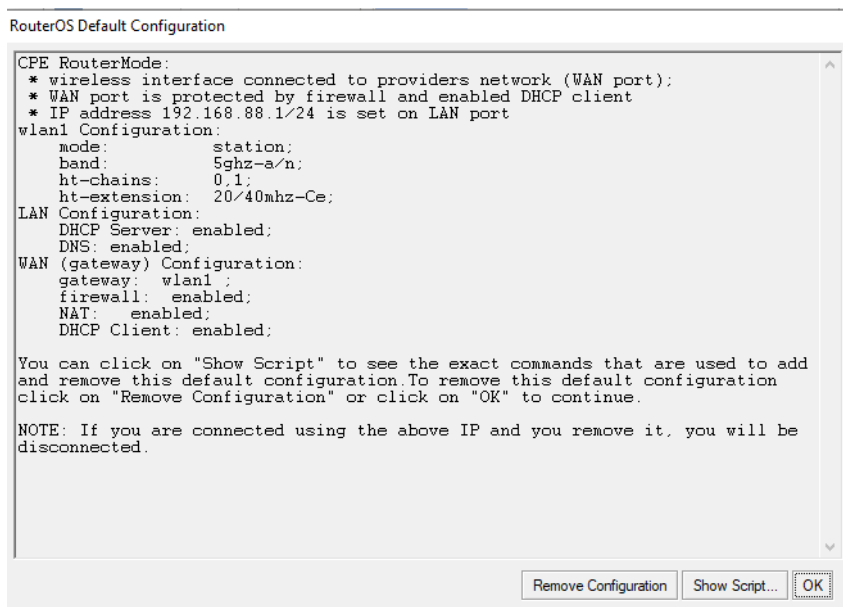 RouterOS Default Configuration
CPE RouterMode:
* wireless interface connected to providers network (WAN port);
* WAN port is protected by firewall and enabled DHCP client
* IP address 192.168.88.1/24 is set on LAN port
wlan1 Configuration:
mode: station;
band: 5ghz-a/n;
ht-chains: 0,1;
ht-extension: 20/40mhz-Ce;
LAN Configuration:
DHCP Server: enabled;
DNS: enabled;
WAN (gateway) Configuration:
gateway: wlan1 ;
firewall: enabled;
NAT: enabled;
DHCP Client: enabled;
You can click on "Show Script" to see the exact commands that are used to add
and remove this default configuration.To remove this default configuration
click on "Remove Configuration" or click on "OK" to continue.
NOTE: If you are connected using the above IP and you remove it, you will be
disconnected.
Remove Configuration Show Script... OK